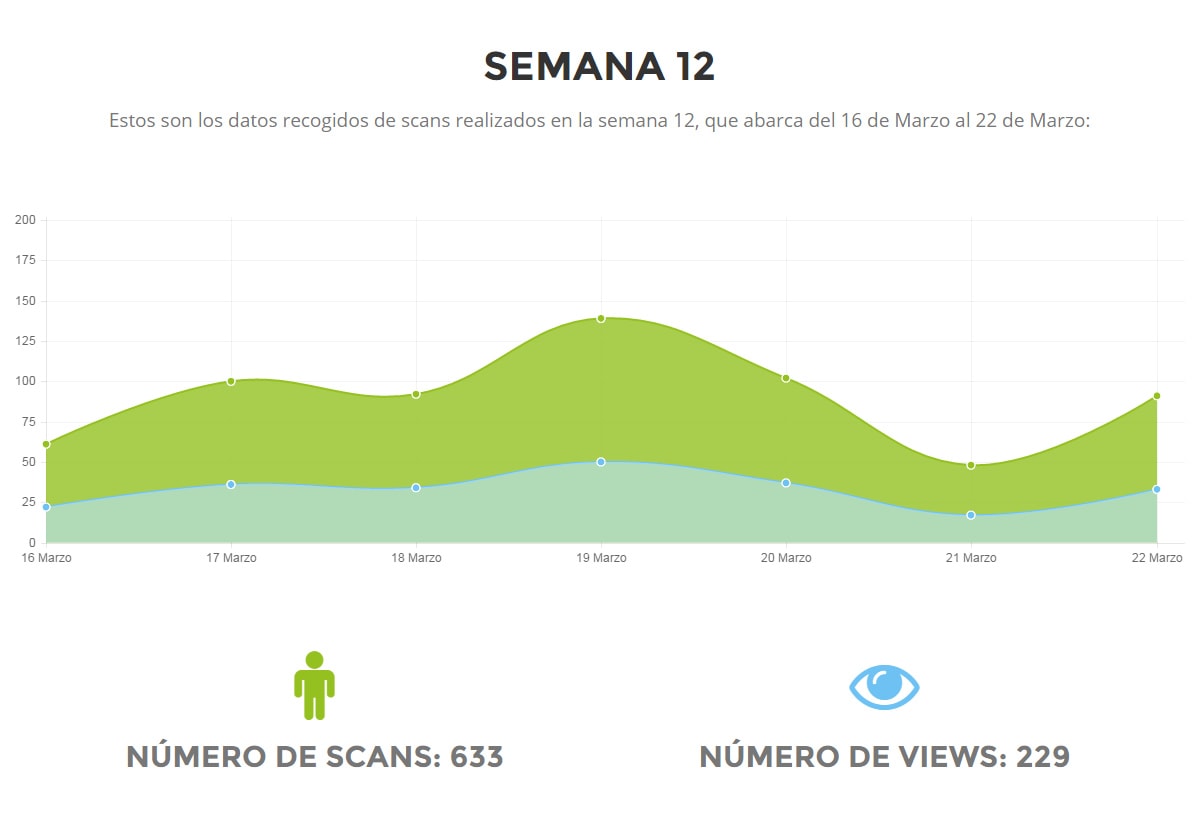 SEMANA 12
Estos son los datos recogidos de scans realizados en la semana 12, que abarca del 16 de Marzo al 22 de Marzo:
200
175
150
125
100
75
50
25
0
16 Marzo 17 Marzo 18 Marzo 19 Marzo 20 Marzo 21 Marzo 22 Marzo
NÚMERO DE SCANS: 633
NÚMERO DE VIEWS: 229